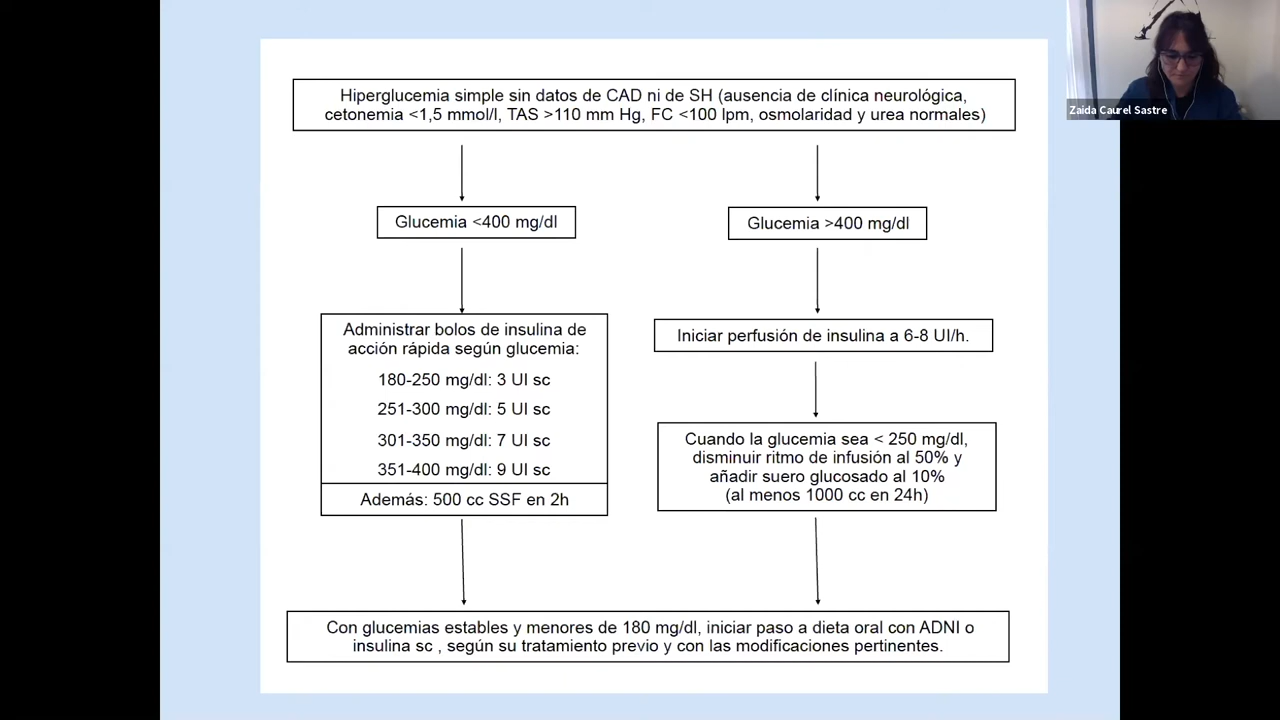 Zaida Caurel Sastre
Hiperglucemia simple sin datos de CAD ni de SH (ausencia de clínica neurológica,
cetonemia <1,5 mmol/l, TAS >110 mm Hg, FC <100 lpm, osmolaridad y urea normales)
Glucemia <400 mg/dl
Glucemia >400 mg/dl
Administrar bolos de insulina de
acción rápida según glucemia:
180-250 mg/dl: 3 UI sc
251-300 mg/dl: 5 UI sc
301-350 mg/dl: 7 UI sc
351-400 mg/dl: 9 UI sc
Además: 500 cc SSF en 2h
Iniciar perfusión de insulina a 6-8 UI/h.
Cuando la glucemia sea < 250 mg/dl,
disminuir ritmo de infusión al 50% y
añadir suero glucosado al 10%
(al menos 1000 cc en 24h)
Con glucemias estables y menores de 180 mg/dl, iniciar paso a dieta oral con ADNI o
insulina sc , según su tratamiento previo y con las modificaciones pertinentes.